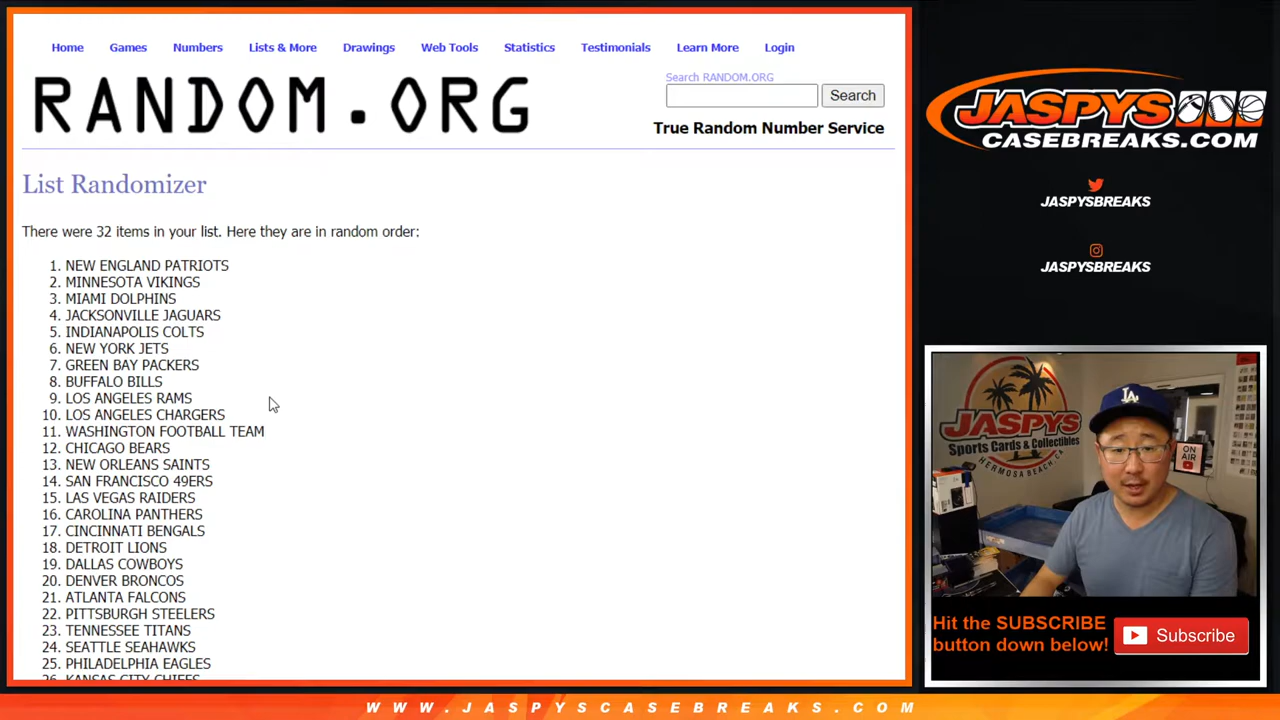 Home Games Numbers Lists & More Drawings Web Tools Statistics Testimonials Learn More Login
RANDOM.ORG
Search RANDOM.ORG
Search
True Random Number Service
List Randomizer
There were 32 items in your list. Here they are in random order:
1. NEW ENGLAND PATRIOTS
2. MINNESOTA VIKINGS
3. MIAMI DOLPHINS
4. JACKSONVILLE JAGUARS
5. INDIANAPOLIS COLTS
6. NEW YORK JETS
7. GREEN BAY PACKERS
8. BUFFALO BILLS
9. LOS ANGELES RAMS
10. LOS ANGELES CHARGERS
11. WASHINGTON FOOTBALL TEAM
12. CHICAGO BEARS
13. NEW ORLEANS SAINTS
14. SAN FRANCISCO 49ERS
15. LAS VEGAS RAIDERS
16. CAROLINA PANTHERS
17. CINCINNATI BENGALS
18. DETROIT LIONS
19. DALLAS COWBOYS
20. DENVER BRONCOS
21. ATLANTA FALCONS
22. PITTSBURGH STEELERS
23. TENNESSEE TITANS
24. SEATTLE SEAHAWKS
25. PHILADELPHIA EAGLES
26. KANSAS CITY CHIEFS
JASPYS
CASEBREAKS.COM
JASPYSBREAKS
JASPYSBREAKS
JASPYS
Sports Cards & Collectibles
HERMOSA BEACH, CA
ON
AIR
LA
Hit the SUBSCRIBE
button down below!
Subscribe
WWW.JASPYSCASEBREAKS.COM